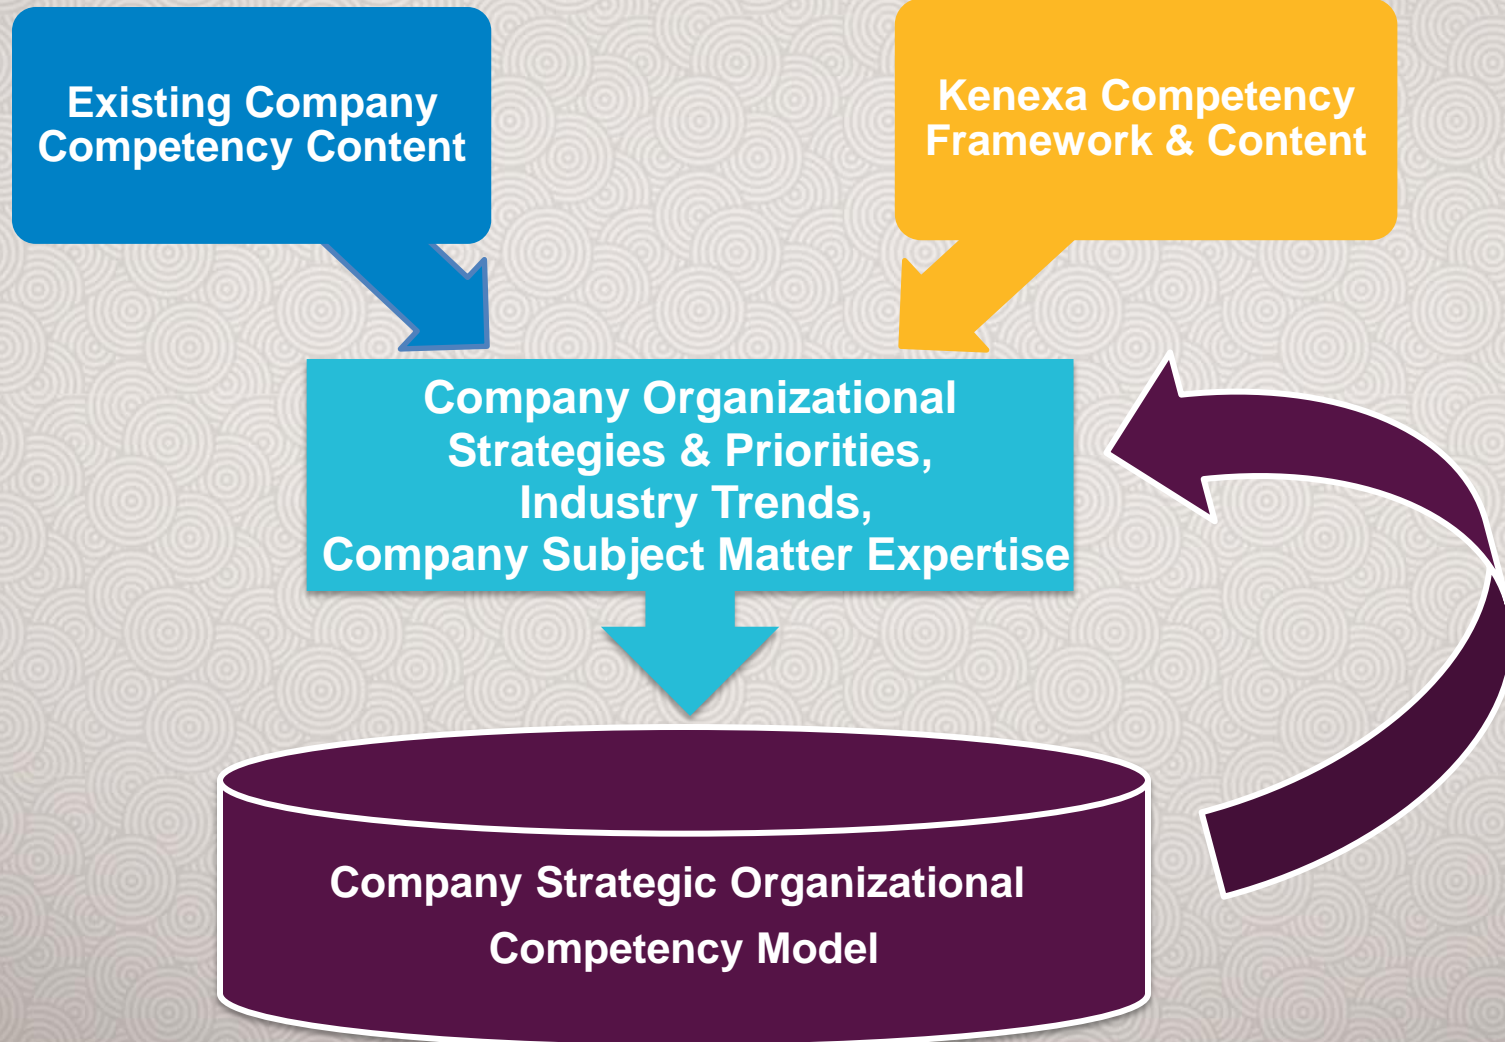 Existing Company
Competency Content
Kenexa Competency
Framework & Content
Company Organizational
Strategies & Priorities,
Industry Trends,
Company Subject Matter Expertise
Company Strategic Organizational
Competency Model